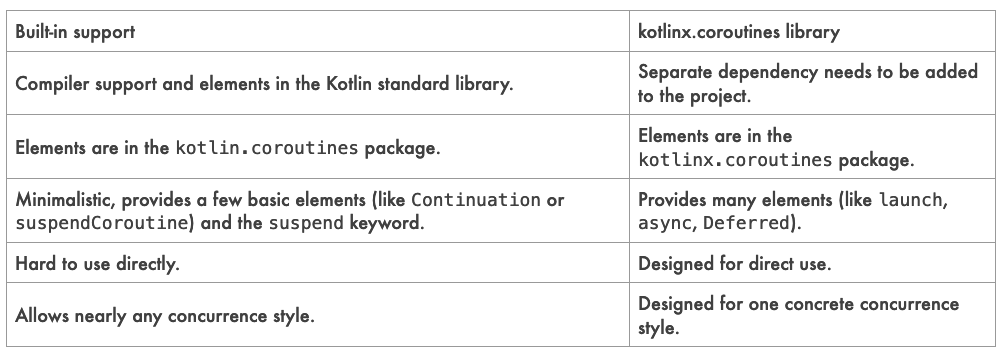 Built-in support
kotlinx.coroutines library
Compiler support and elements in the Kotlin standard library.
Separate dependency needs to be added
to the project.
Elements are in the kotlin.coroutines package.
Elements are in the
kotlinx.coroutines package.
Minimalistic, provides a few basic elements (like Continuation or
suspendCoroutine) and the suspend keyword.
Provides many elements (like launch,
async, Deferred).
Hard to use directly.
Designed for direct use.
Allows nearly any concurrence style.
Designed for one concrete concurrence
style.